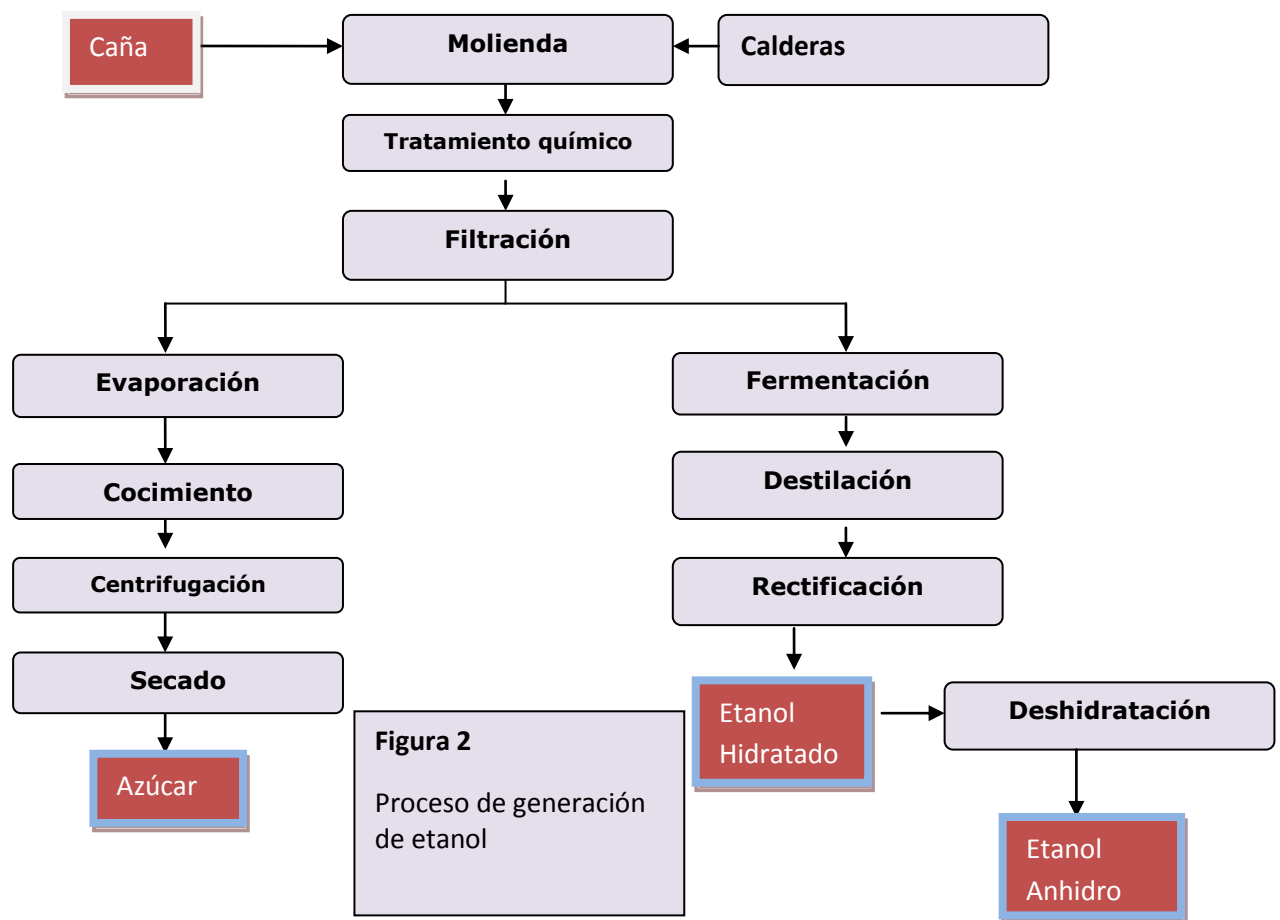 Caña
Molienda
Calderas
Tratamiento químico
Filtración
Evaporación
Fermentación
Cocimiento
Destilación
Centrifugación
Rectificación
Secado
Etanol
Hidratado
Deshidratación
Azúcar
Figura 2
Proceso de generación
de etanol
Etanol
Anhidro